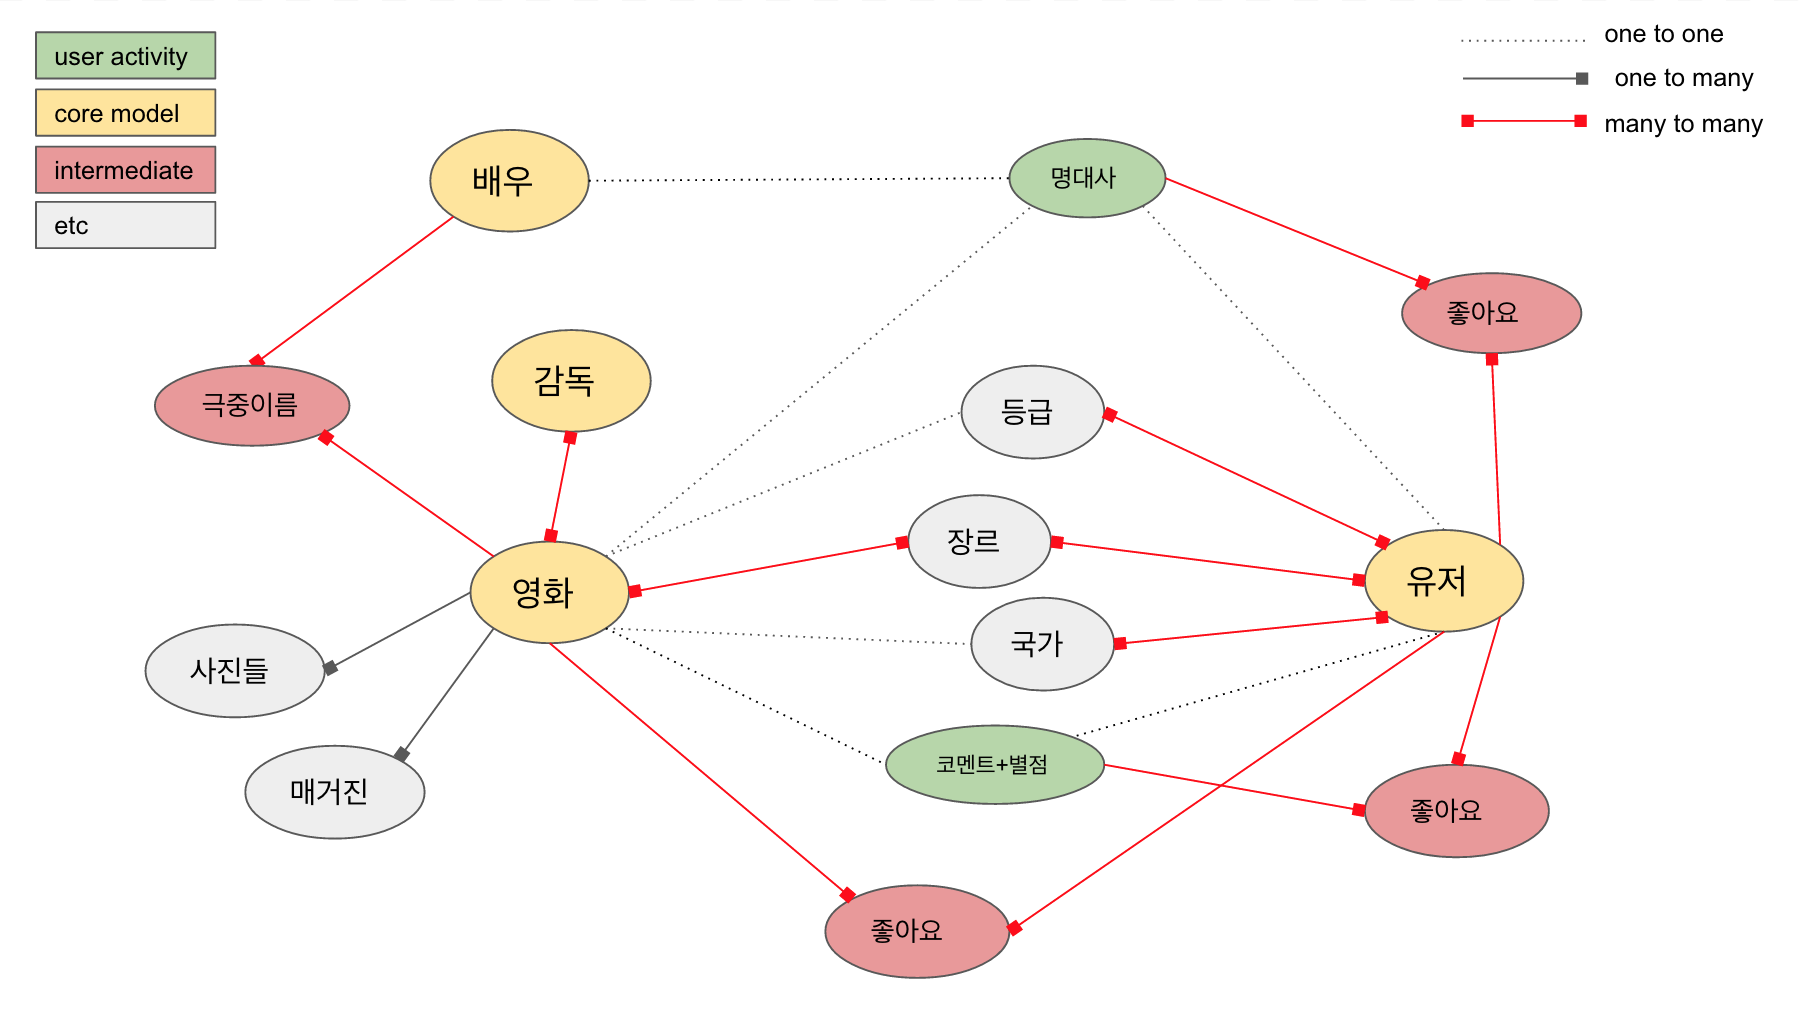 user activity
core model
intermediate
etc
one to one
one to many
many to many
배우
명대사
좋아요
극중이름
감독
등급
장르
영화
유저
국가
사진들
코멘트+별점
매거진
좋아요
좋아요